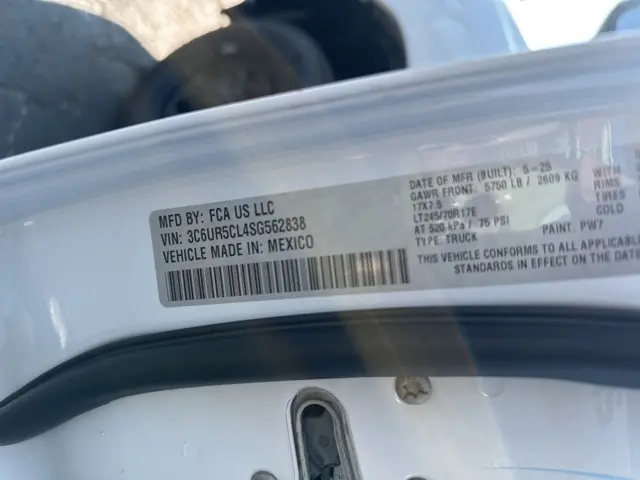 MFD BY: FCA US LLC
VIN: 3C6UR5CL4SG562838
VEHICLE MADE IN: MEXICO
DATE OF MFR (BUILT): 5-25
GAWR FRONT: 5750 LB / 2609 KG
WITH
17X7.5
RIMS
LT245/70R17E
TIRES
AT 520 kPa / 75 PSI
COLD
TYPE: TRUCK
PAINT: PW7
THIS VEHICLE CONFORMS TO ALL APPLICABLE
STANDARDS IN EFFECT ON THE DATE